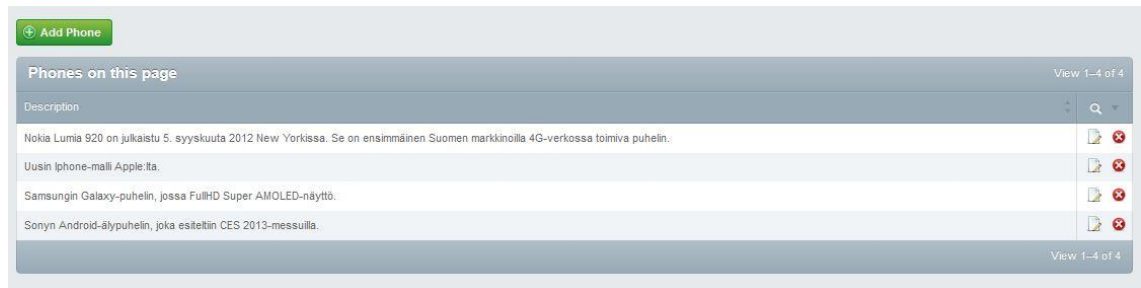 Add Phone
Phones on this page View 1–4 of 4
Description
Nokia Lumia 920 on julkaistu 5. syyskuuta 2012 New Yorkissa. Se on ensimmäinen Suomen markkinoilla 4G-verkossa toimiva puhelin.
Uusin Iphone-malli Apple:lta.
Samsungin Galaxy-puhelin, jossa FullHD Super AMOLED-näyttö.
Sonyn Android-älypuhelin, joka esiteltiin CES 2013-messuilla.
View 1–4 of 4